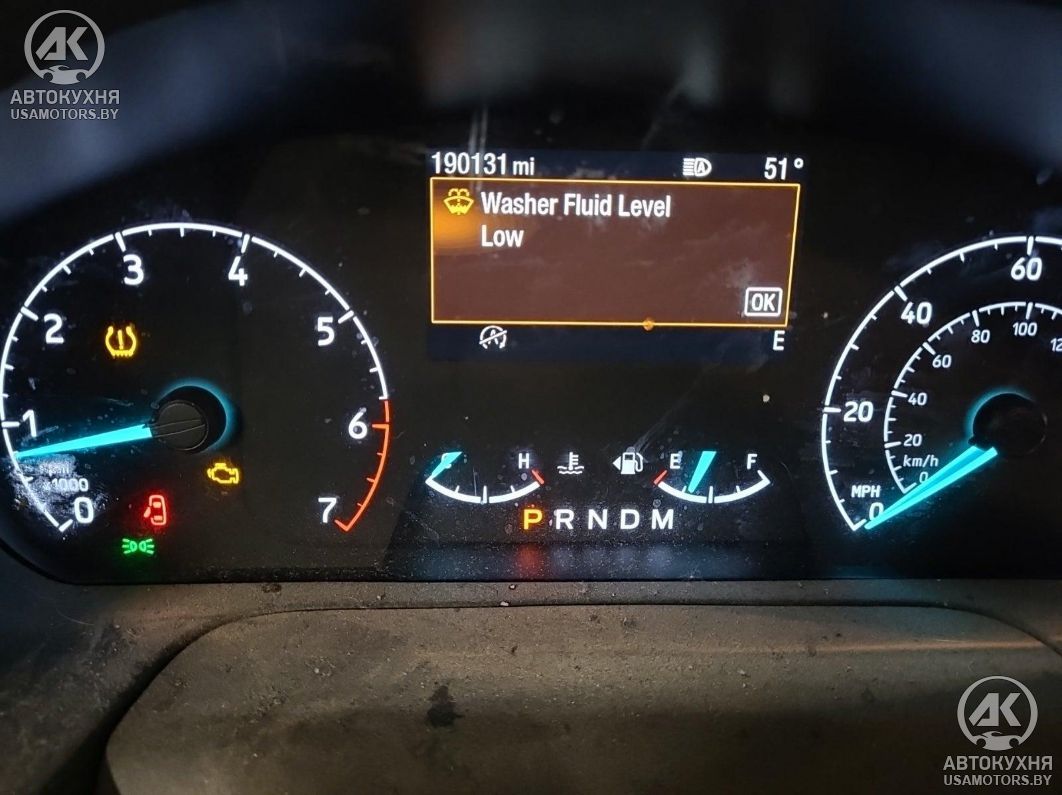 АК
АВТОКУХНЯ
USAMOTORS.BY
190131 mi
A
51°
Washer Fluid Level
Low
OK
A
E
0
1
2
3
4
5
6
7
x1000
H
E
F
P R N D M
0
20
40
60
MPH
km/h
0
20
40
60
80
100
АК
АВТОКУХНЯ
USAMOTORS.BY